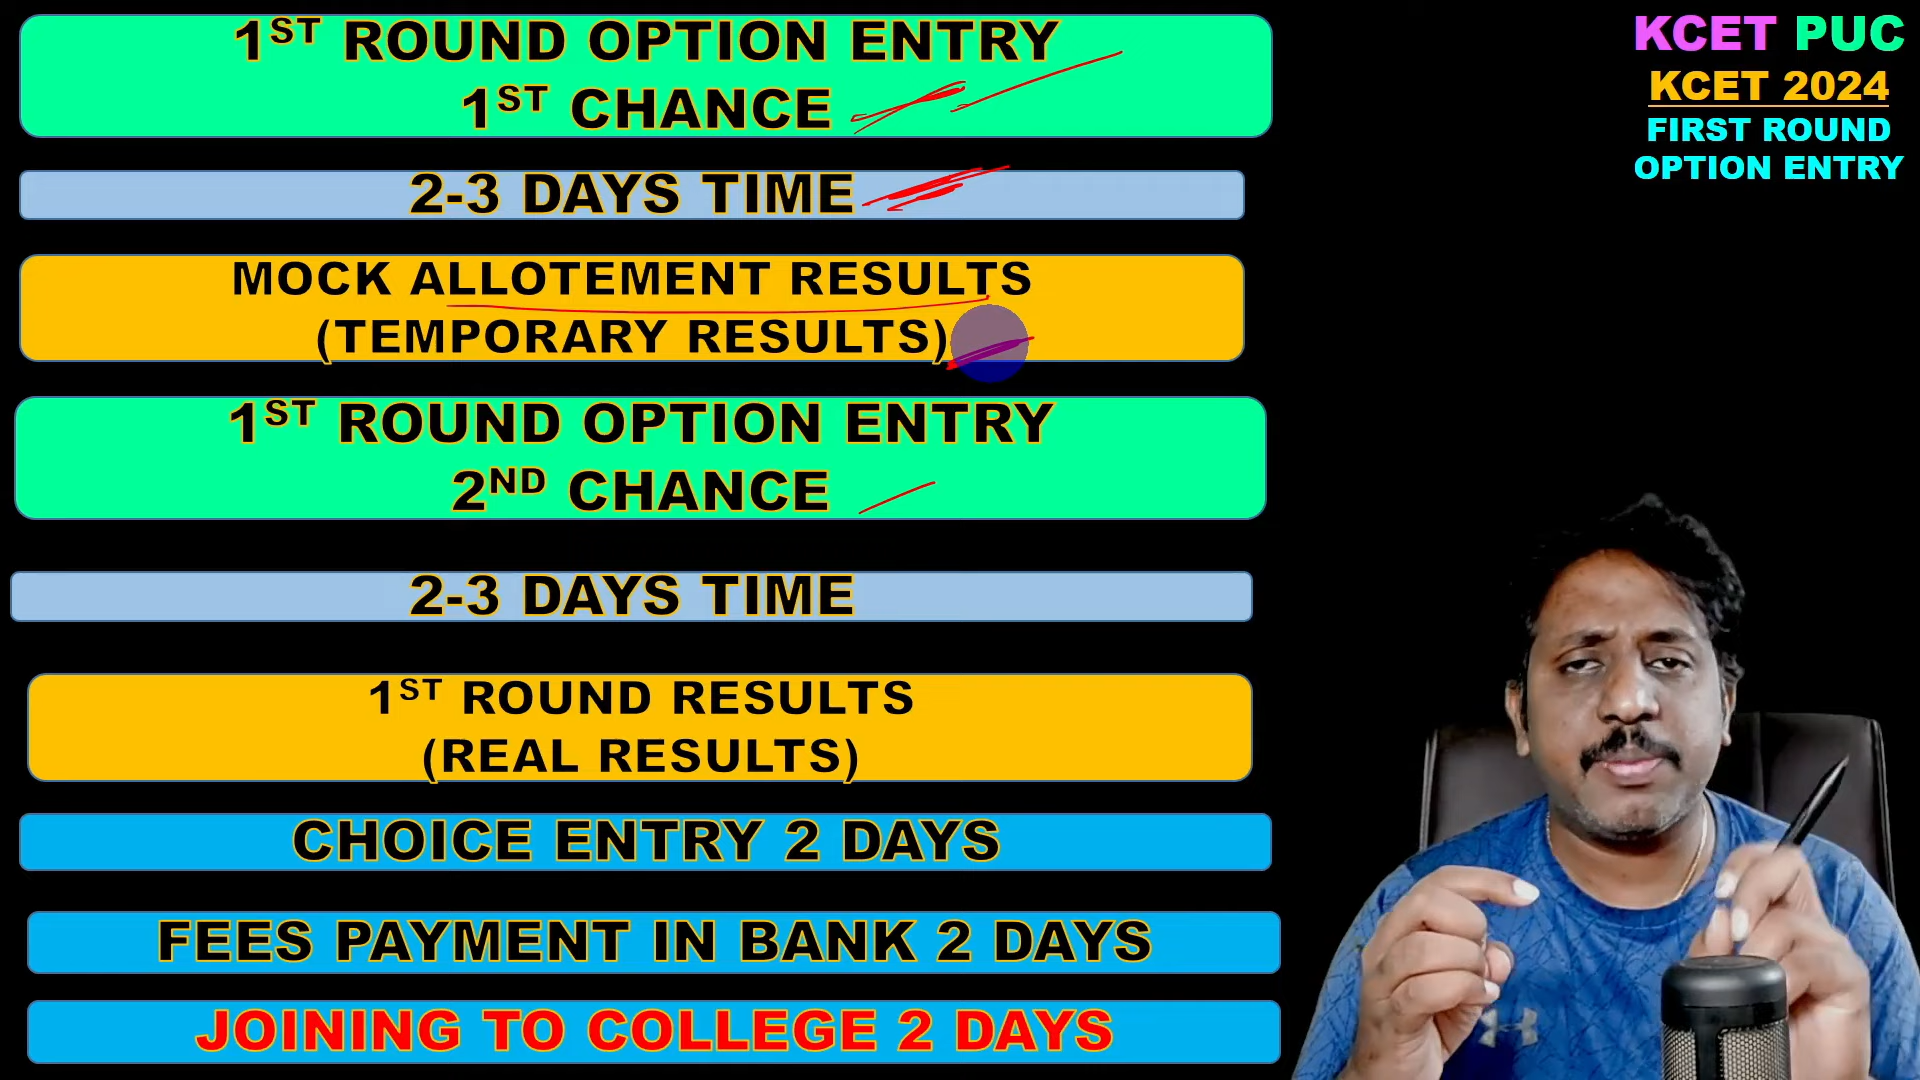 1ST ROUND OPTION ENTRY
1ST CHANCE
2-3 DAYS TIME
MOCK ALLOTEMENT RESULTS
(TEMPORARY RESULTS)
1ST ROUND OPTION ENTRY
2ND CHANCE
2-3 DAYS TIME
1ST ROUND RESULTS
(REAL RESULTS)
CHOICE ENTRY 2 DAYS
FEES PAYMENT IN BANK 2 DAYS
JOINING TO COLLEGE 2 DAYS
KCET PUC
KCET 2024
FIRST ROUND
OPTION ENTRY